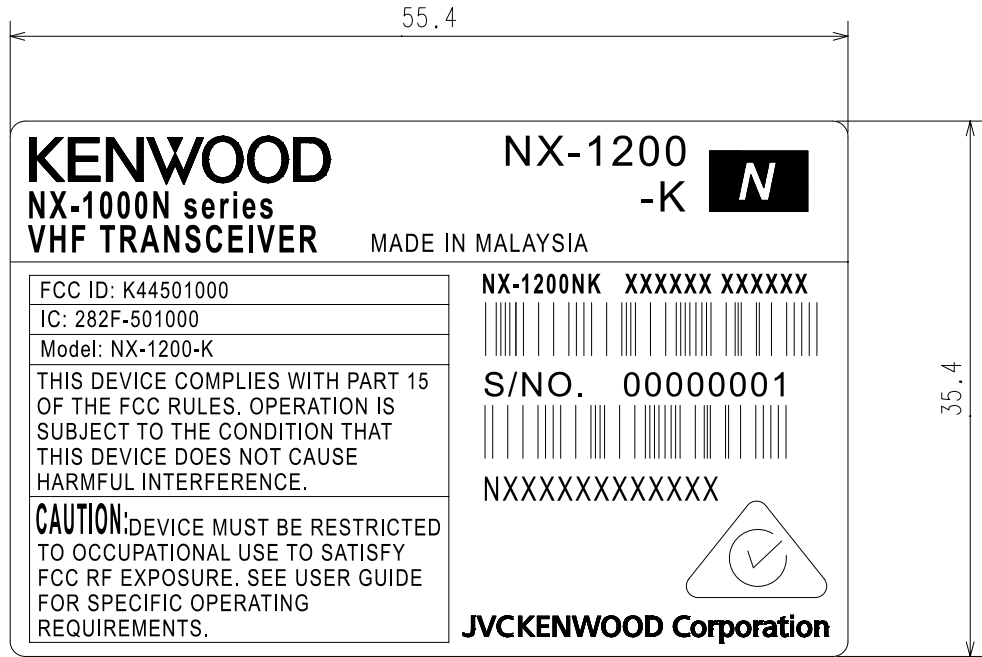 55.4
KENWOOD
NX-1200
-K
N
NX-1000N series
VHF TRANSCEIVER
MADE IN MALAYSIA
FCC ID: K44501000
IC: 282F-501000
Model: NX-1200-K
THIS DEVICE COMPLIES WITH PART 15
OF THE FCC RULES. OPERATION IS
SUBJECT TO THE CONDITION THAT
THIS DEVICE DOES NOT CAUSE
HARMFUL INTERFERENCE.
CAUTION:DEVICE MUST BE RESTRICTED
TO OCCUPATIONAL USE TO SATISFY
FCC RF EXPOSURE. SEE USER GUIDE
FOR SPECIFIC OPERATING
REQUIREMENTS.
NX-1200NK XXXXXX XXXXXX
S/NO. 00000001
NXXXXXXXXXXXX
JVCKENWOOD Corporation
35.4